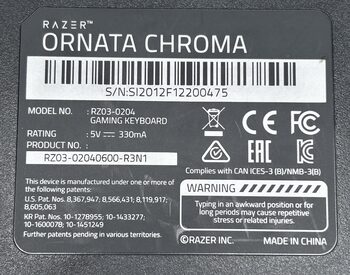 RAZER™
ORNATA CHROMA
S/N:SI2012F12200475
MODEL NO. : RZ03-0204
GAMING KEYBOARD
RATING : 5V⎓ 330mA
PRODUCT NO. :
RZ03-02040600-R3N1
FC CE
EAC
Complies with CAN ICES-3 (B)/NMB-3(B)
This device is manufactured under one or more of
the following patents:
U.S. Pat. Nos. 8,367,947; 8,566,431; 8,119,917;
8,605,063
KR Pat. Nos. 10-1278955; 10-1433277;
10-1600078; 10-1451249
Further patents pending in various territories.
WARNING
Typing in an awkward position or for
long periods may cause repetitive
stress or related injuries.
©RAZER INC. MADE IN CHINA